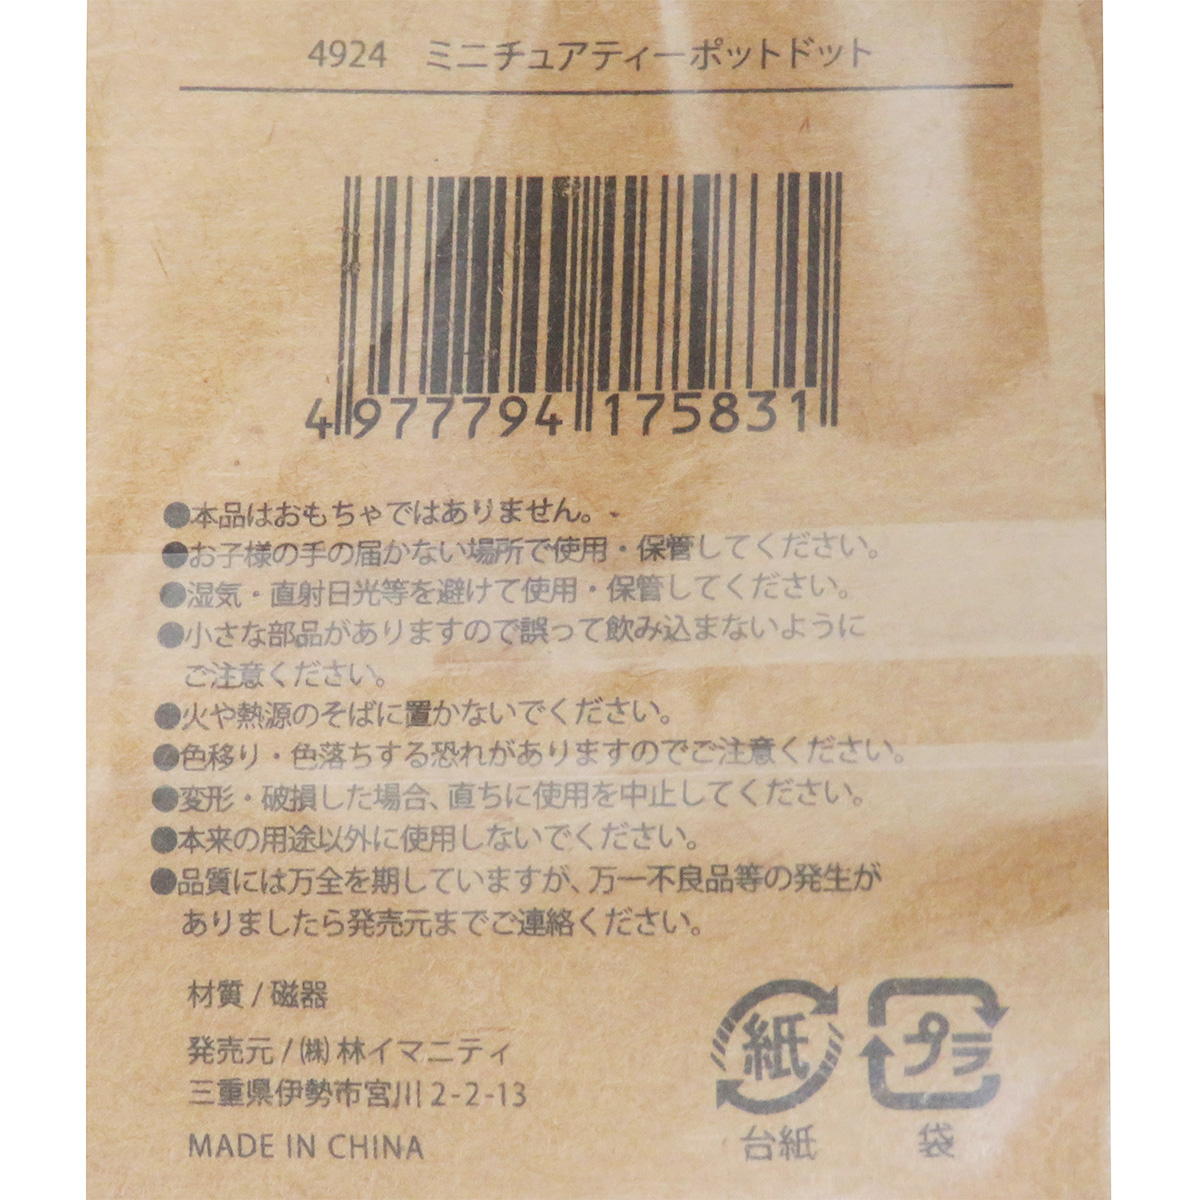 4924 ミニチュアティーポットドット
4 977794 175831
●本品はおもちゃではありません。
●お子様の手の届かない場所で使用・保管してください。
●湿気・直射日光等を避けて使用・保管してください。
●小さな部品がありますので誤って飲み込まないように
ご注意ください。
●火や熱源のそばに置かないでください。
●色移り・色落ちする恐れがありますのでご注意ください。
●変形・破損した場合、直ちに使用を中止してください。
●本来の用途以外に使用しないでください。
●品質には万全を期していますが、万一不良品等の発生が
ありましたら発売元までご連絡ください。
材質/磁器
発売元/㈱林イマニティ
三重県伊勢市宮川2-2-13
MADE IN CHINA
紙
台紙
プラ
袋